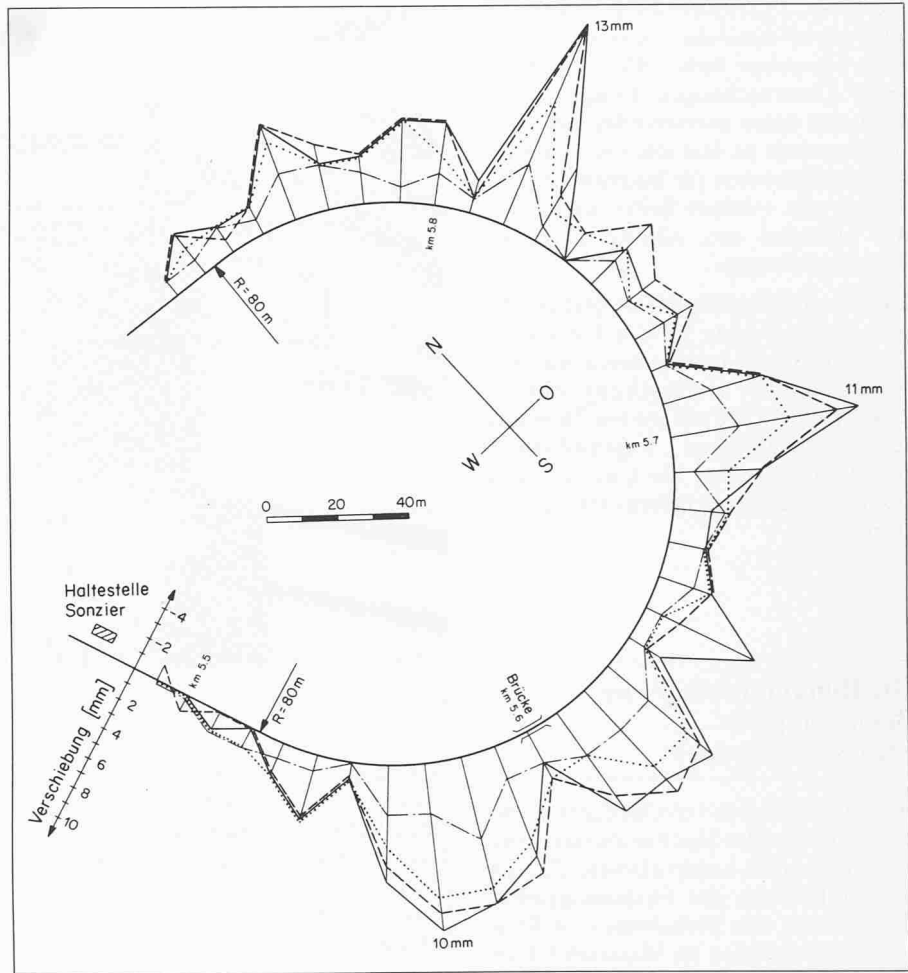 13mm
km 5.8
R=80m
N
O
W
S
11mm
km 5.7
0 20 40m
Haltestelle
Sonzier
-4
-2
2
4
6
8
10
Verschiebung [mm]
km 5.5
R=80m
Brücke
km 5.6
10mm